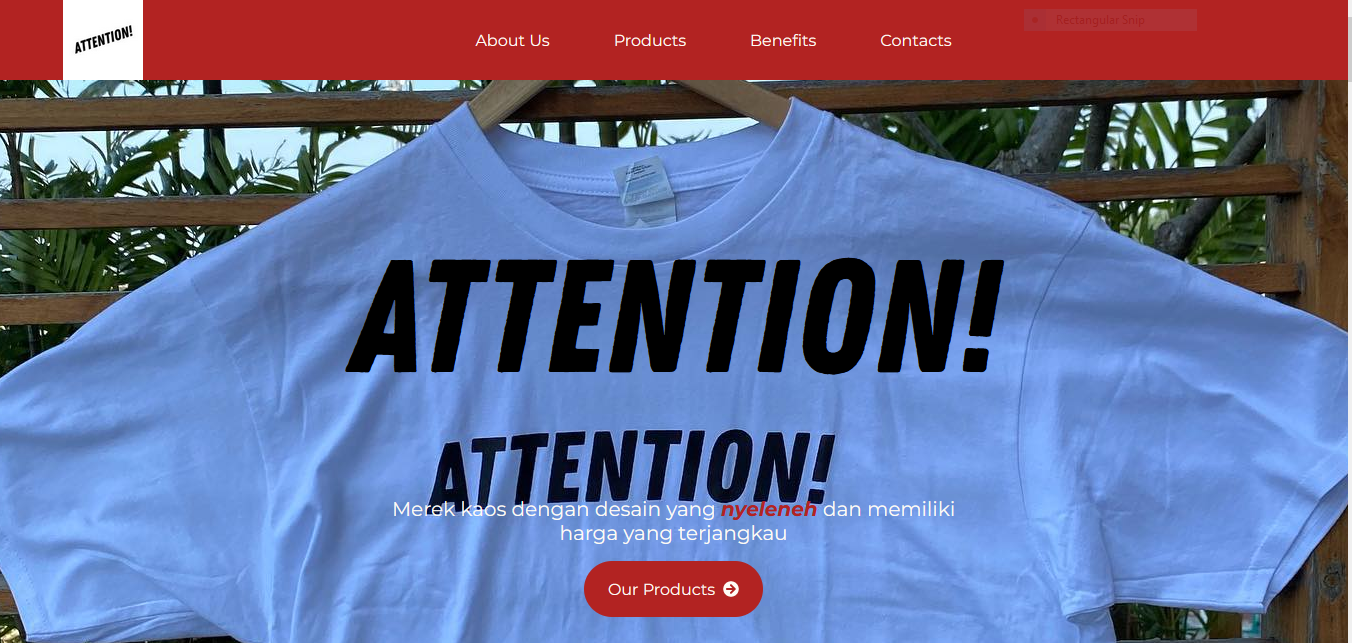 ATTENTION!
About Us
Products
Benefits
Contacts
Rectangular Snip
ATTENTION!
ATTENTION!
Merek kaos dengan desain yang nyeleneh dan memiliki
harga yang terjangkau
Our Products